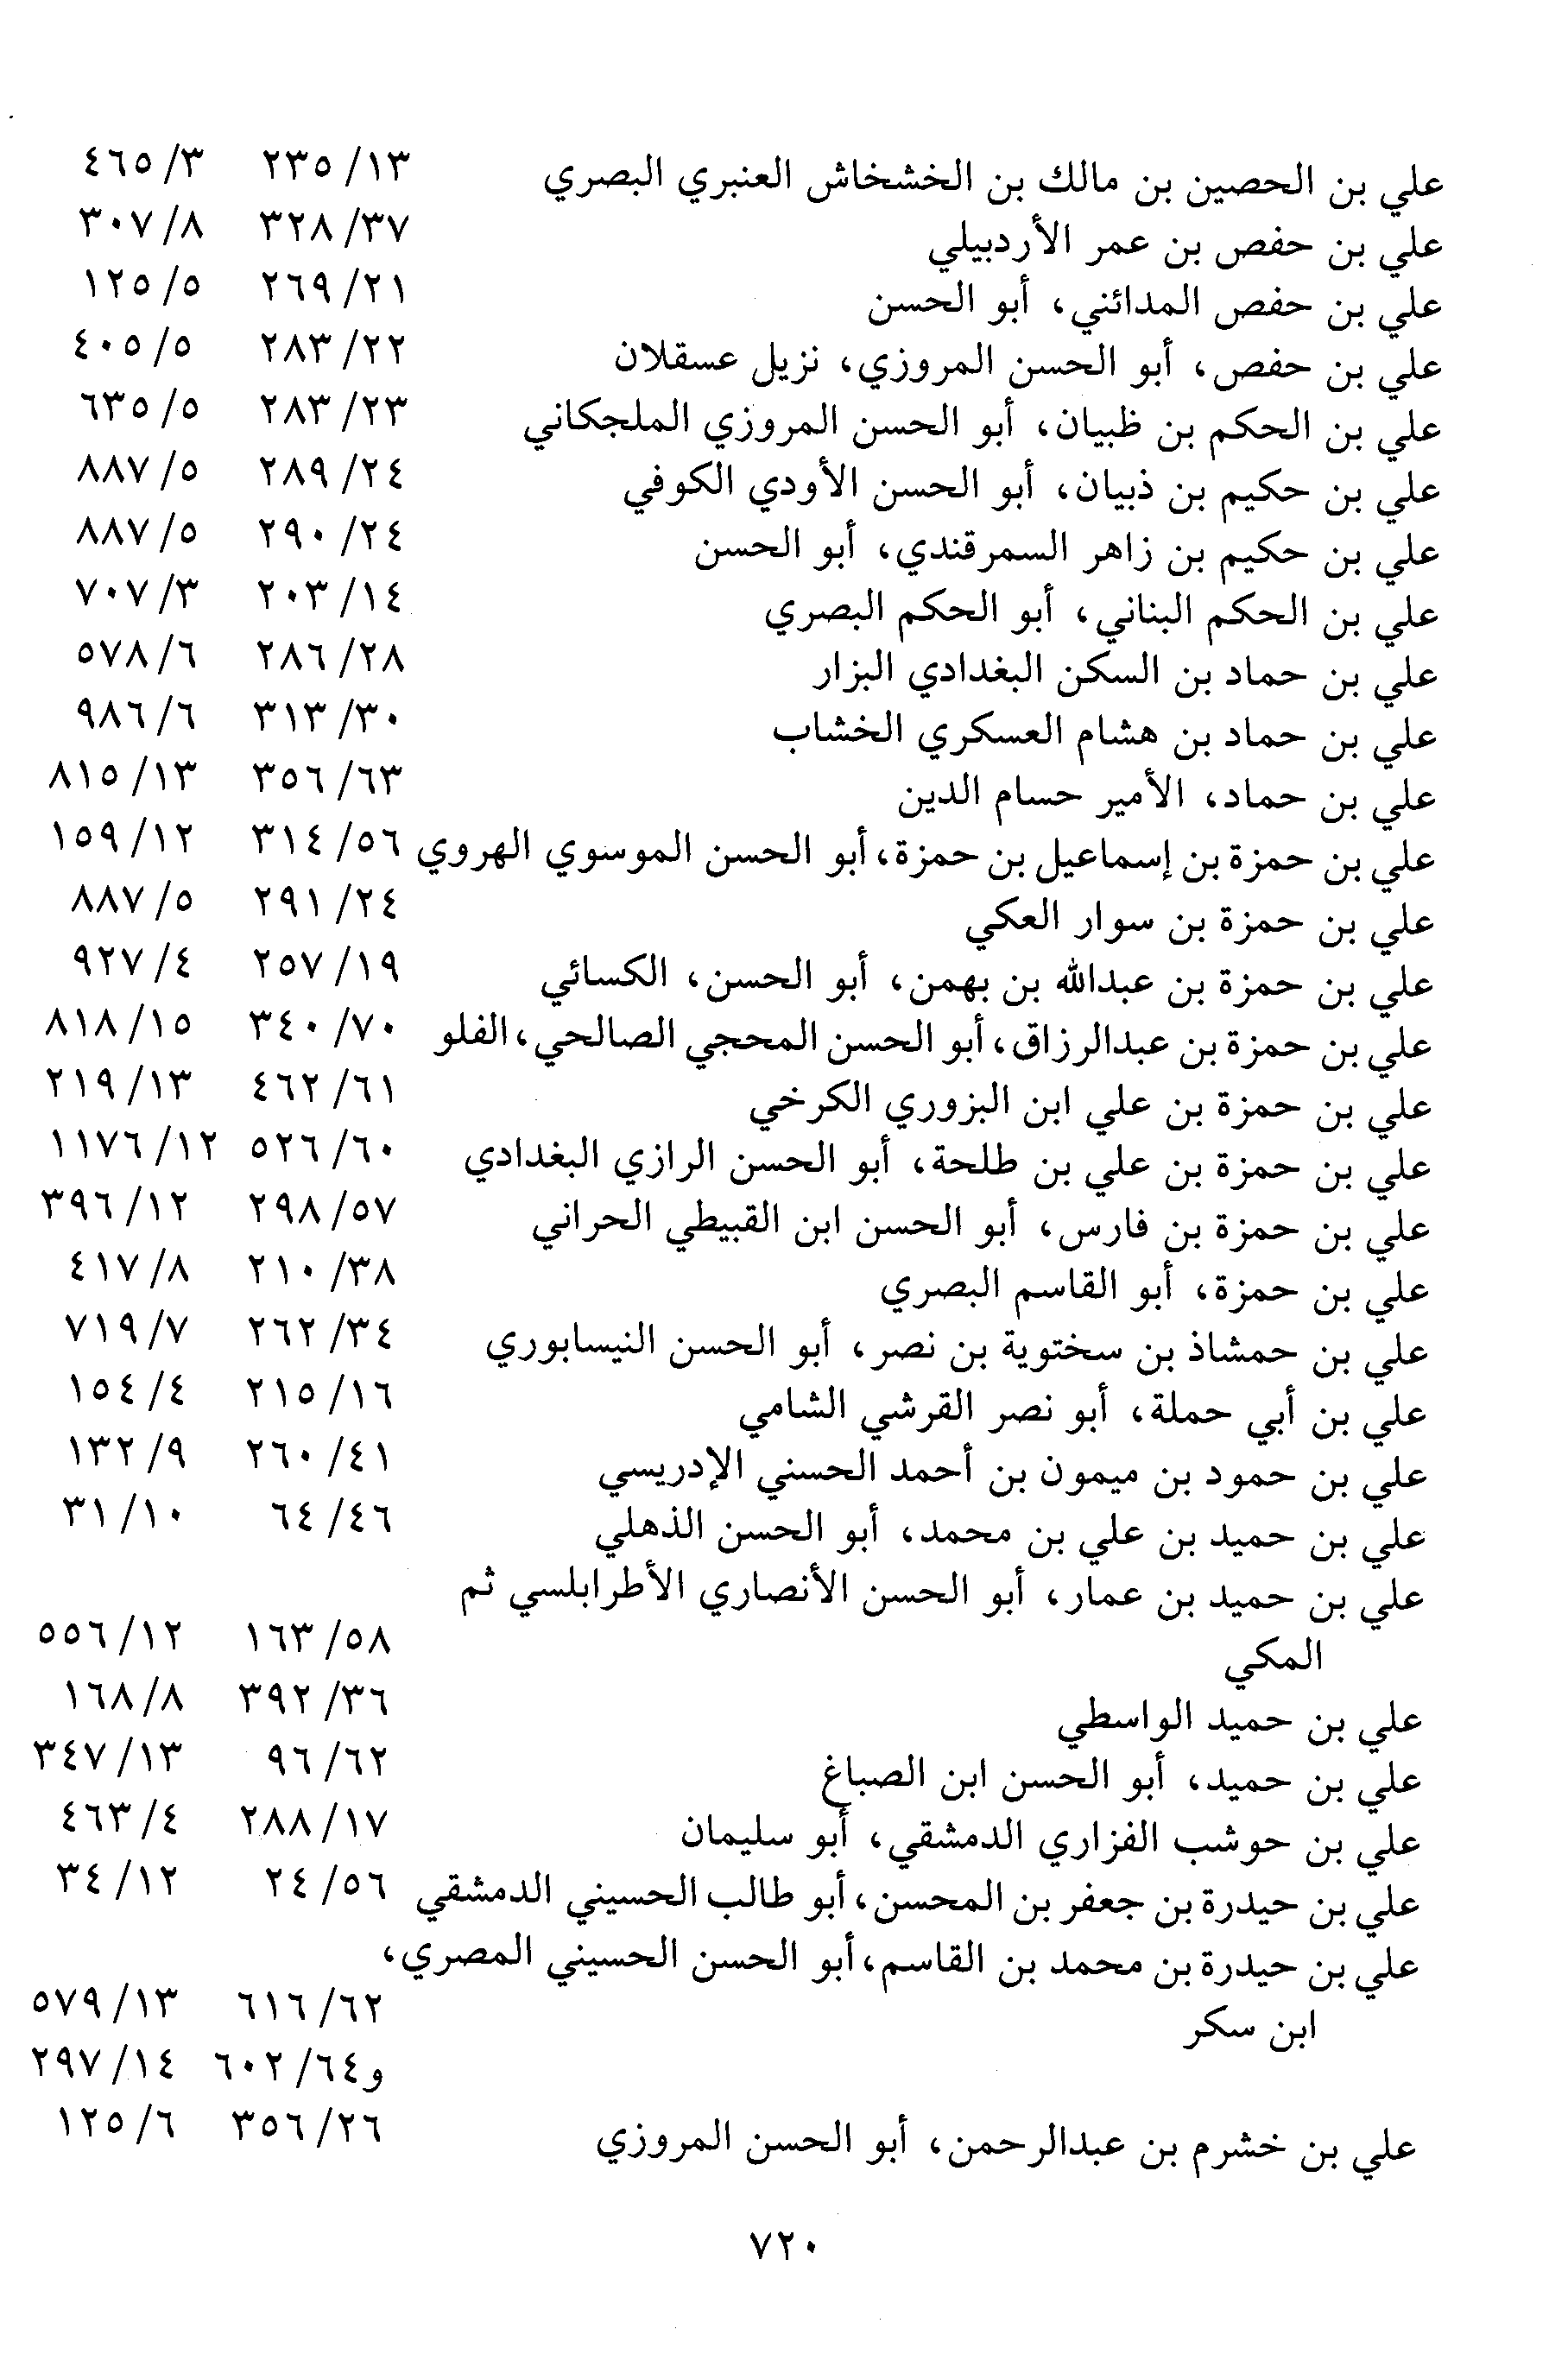 علي بن الحصين بن مالك بن الخشخاش العنبري البصري ١٣/ ٢٣٥ ٣/ ٤٦٥
علي بن حفص بن عمر الأردبيلي ٣٧/ ٣٢٨ ٨/ ٣٠٧
علي بن حفص المدائني، أبو الحسن ٢١/ ٢٦٩ ٥/ ١٢٥
علي بن حفص، أبو الحسن المروزي، نزيل عسقلان ٢٢/ ٢٨٣ ٥/ ٤٠٥
علي بن الحكم بن ظبيان، أبو الحسن المروزي الملجكاني ٢٣/ ٢٨٣ ٥/ ٦٣٥
علي بن حكيم بن ذبيان، أبو الحسن الأودي الكوفي ٢٤/ ٢٨٩ ٥/ ٨٨٧
علي بن حكيم بن زاهر السمرقندي، أبو الحسن ٢٤/ ٢٩٠ ٥/ ٨٨٧
علي بن الحكم البناني، أبو الحكم البصري ١٤/ ٢٠٣ ٣/ ٧٠٧
علي بن حماد بن السكن البغدادي البزار ٢٨/ ٢٨٦ ٦/ ٥٧٨
علي بن حماد بن هشام العسكري الخشاب ٣٠/ ٣١٣ ٦/ ٩٨٦
علي بن حماد، الأمير حسام الدين ٦٣/ ٣٥٦ ١٣/ ٨١٥
علي بن حمزة بن إسماعيل بن حمزة، أبو الحسن الموسوي الهروي ٥٦/ ٣١٤ ١٢/ ١٥٩
علي بن حمزة بن سوار العكي ٢٤/ ٢٩١ ٥/ ٨٨٧
علي بن حمزة بن عبدالله بن بهمن، أبو الحسن، الكسائي ١٩/ ٢٥٧ ٤/ ٩٢٧
علي بن حمزة بن عبدالرزاق، أبو الحسن المحجي الصالحي، الفلو ٧٠/ ٣٤٠ ١٥/ ٨١٨
علي بن حمزة بن علي ابن البزوري الكرخي ٦١/ ٤٦٢ ١٣/ ٢١٩
علي بن حمزة بن علي بن طلحة، أبو الحسن الرازي البغدادي ٦٠/ ٥٢٦ ١٢/ ١١٧٦
علي بن حمزة بن فارس، أبو الحسن ابن القبيطي الحراني ٥٧/ ٢٩٨ ١٢/ ٣٩٦
علي بن حمزة، أبو القاسم البصري ٣٨/ ٢١٠ ٨/ ٤١٧
علي بن حمشاذ بن سختوية بن نصر، أبو الحسن النيسابوري ٣٤/ ٢٦٢ ٧/ ٧١٩
علي بن أبي حملة، أبو نصر القرشي الشامي ١٦/ ٢١٥ ٤/ ١٥٤
علي بن حمود بن ميمون بن أحمد الحسني الإدريسي ٤١/ ٢٦٠ ٩/ ١٣٢
علي بن حميد بن علي بن محمد، أبو الحسن الذهلي ٤٦/ ٦٤ ١٠/ ٣١
علي بن حميد بن عمار، أبو الحسن الأنصاري الأطرابلسي ثم
المكي ٥٨/ ١٦٣ ١٢/ ٥٥٦
علي بن حميد الواسطي ٣٦/ ٣٩٢ ٨/ ١٦٨
علي بن حميد، أبو الحسن ابن الصباغ ٦٢/ ٩٦ ١٣/ ٣٤٧
علي بن حوشب الفزاري الدمشقي، أبو سليمان ١٧/ ٢٨٨ ٤/ ٤٦٣
علي بن حيدرة بن جعفر بن المحسن، أبو طالب الحسيني الدمشقي ٥٦/ ٢٤ ١٢/ ٣٤
علي بن حيدرة بن محمد بن القاسم، أبو الحسن الحسيني المصري،
ابن سكر ٦٢/ ٦١٦ ١٣/ ٥٧٩
و٦٤/ ٦٠٢ ١٤/ ٢٩٧
علي بن خشرم بن عبدالرحمن، أبو الحسن المروزي ٢٦/ ٣٥٦ ٦/ ١٢٥
٧٢٠